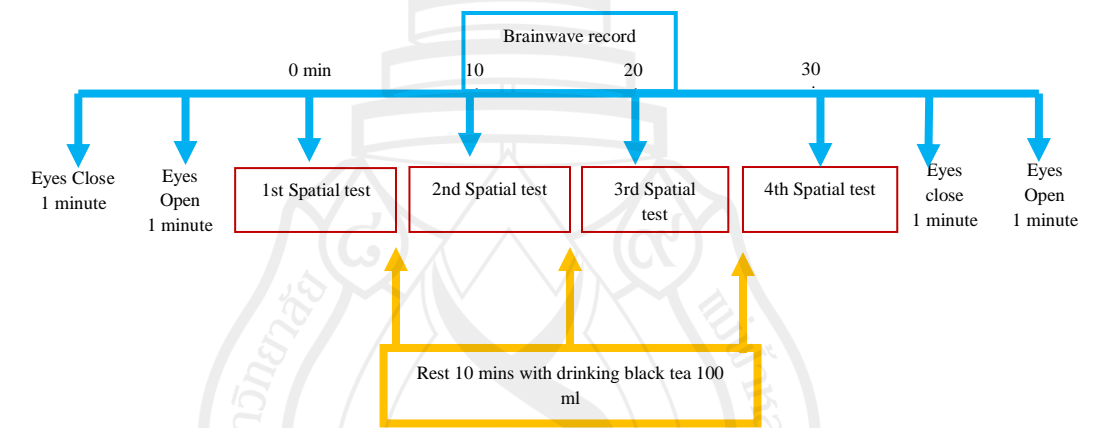 Brainwave record
0 min
10
20
30
Eyes Close
1 minute
Eyes
Open
1 minute
1st Spatial test
2nd Spatial test
3rd Spatial
test
4th Spatial test
Eyes
close
1 minute
Eyes
Open
1 minute
Rest 10 mins with drinking black tea 100
ml